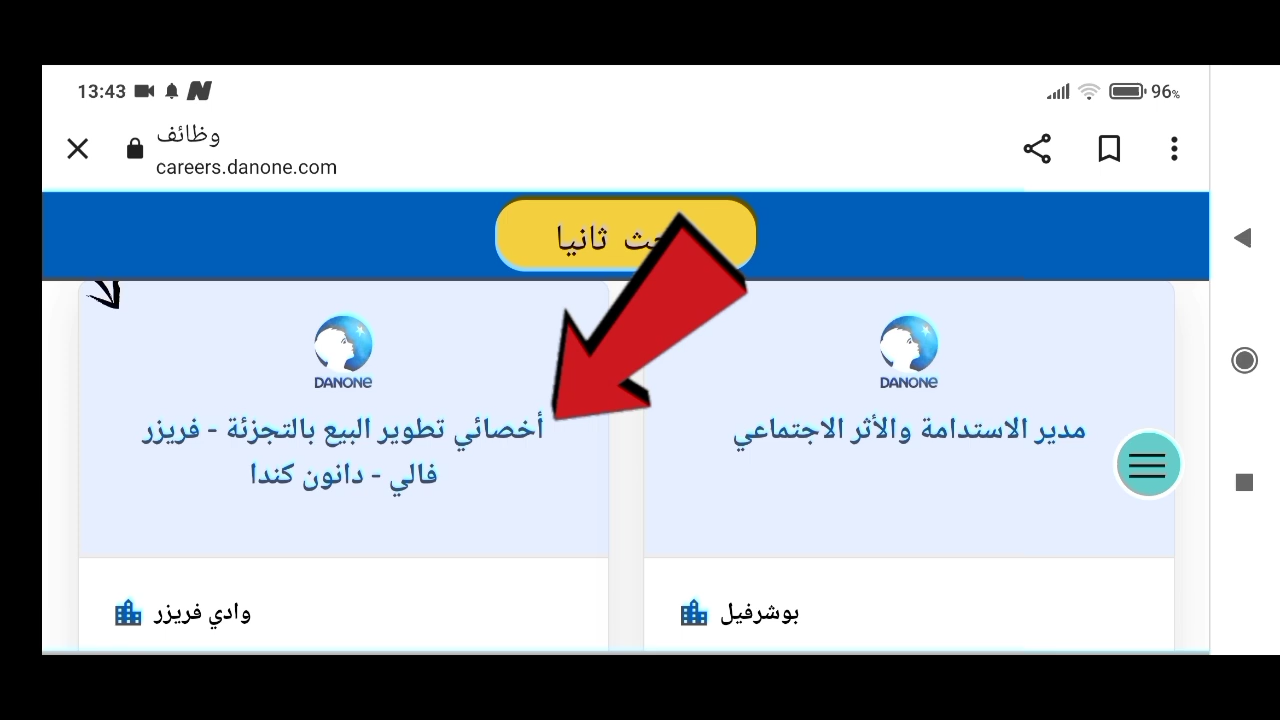 13:43
96%
وظائف
careers.danone.com
ثانيا
DANONE
مدير الاستدامة والأثر الاجتماعي
بوشرفيل
DANONE
أخصائي تطوير البيع بالتجزئة - فريزر
فالي - دانون كندا
وادي فريزر